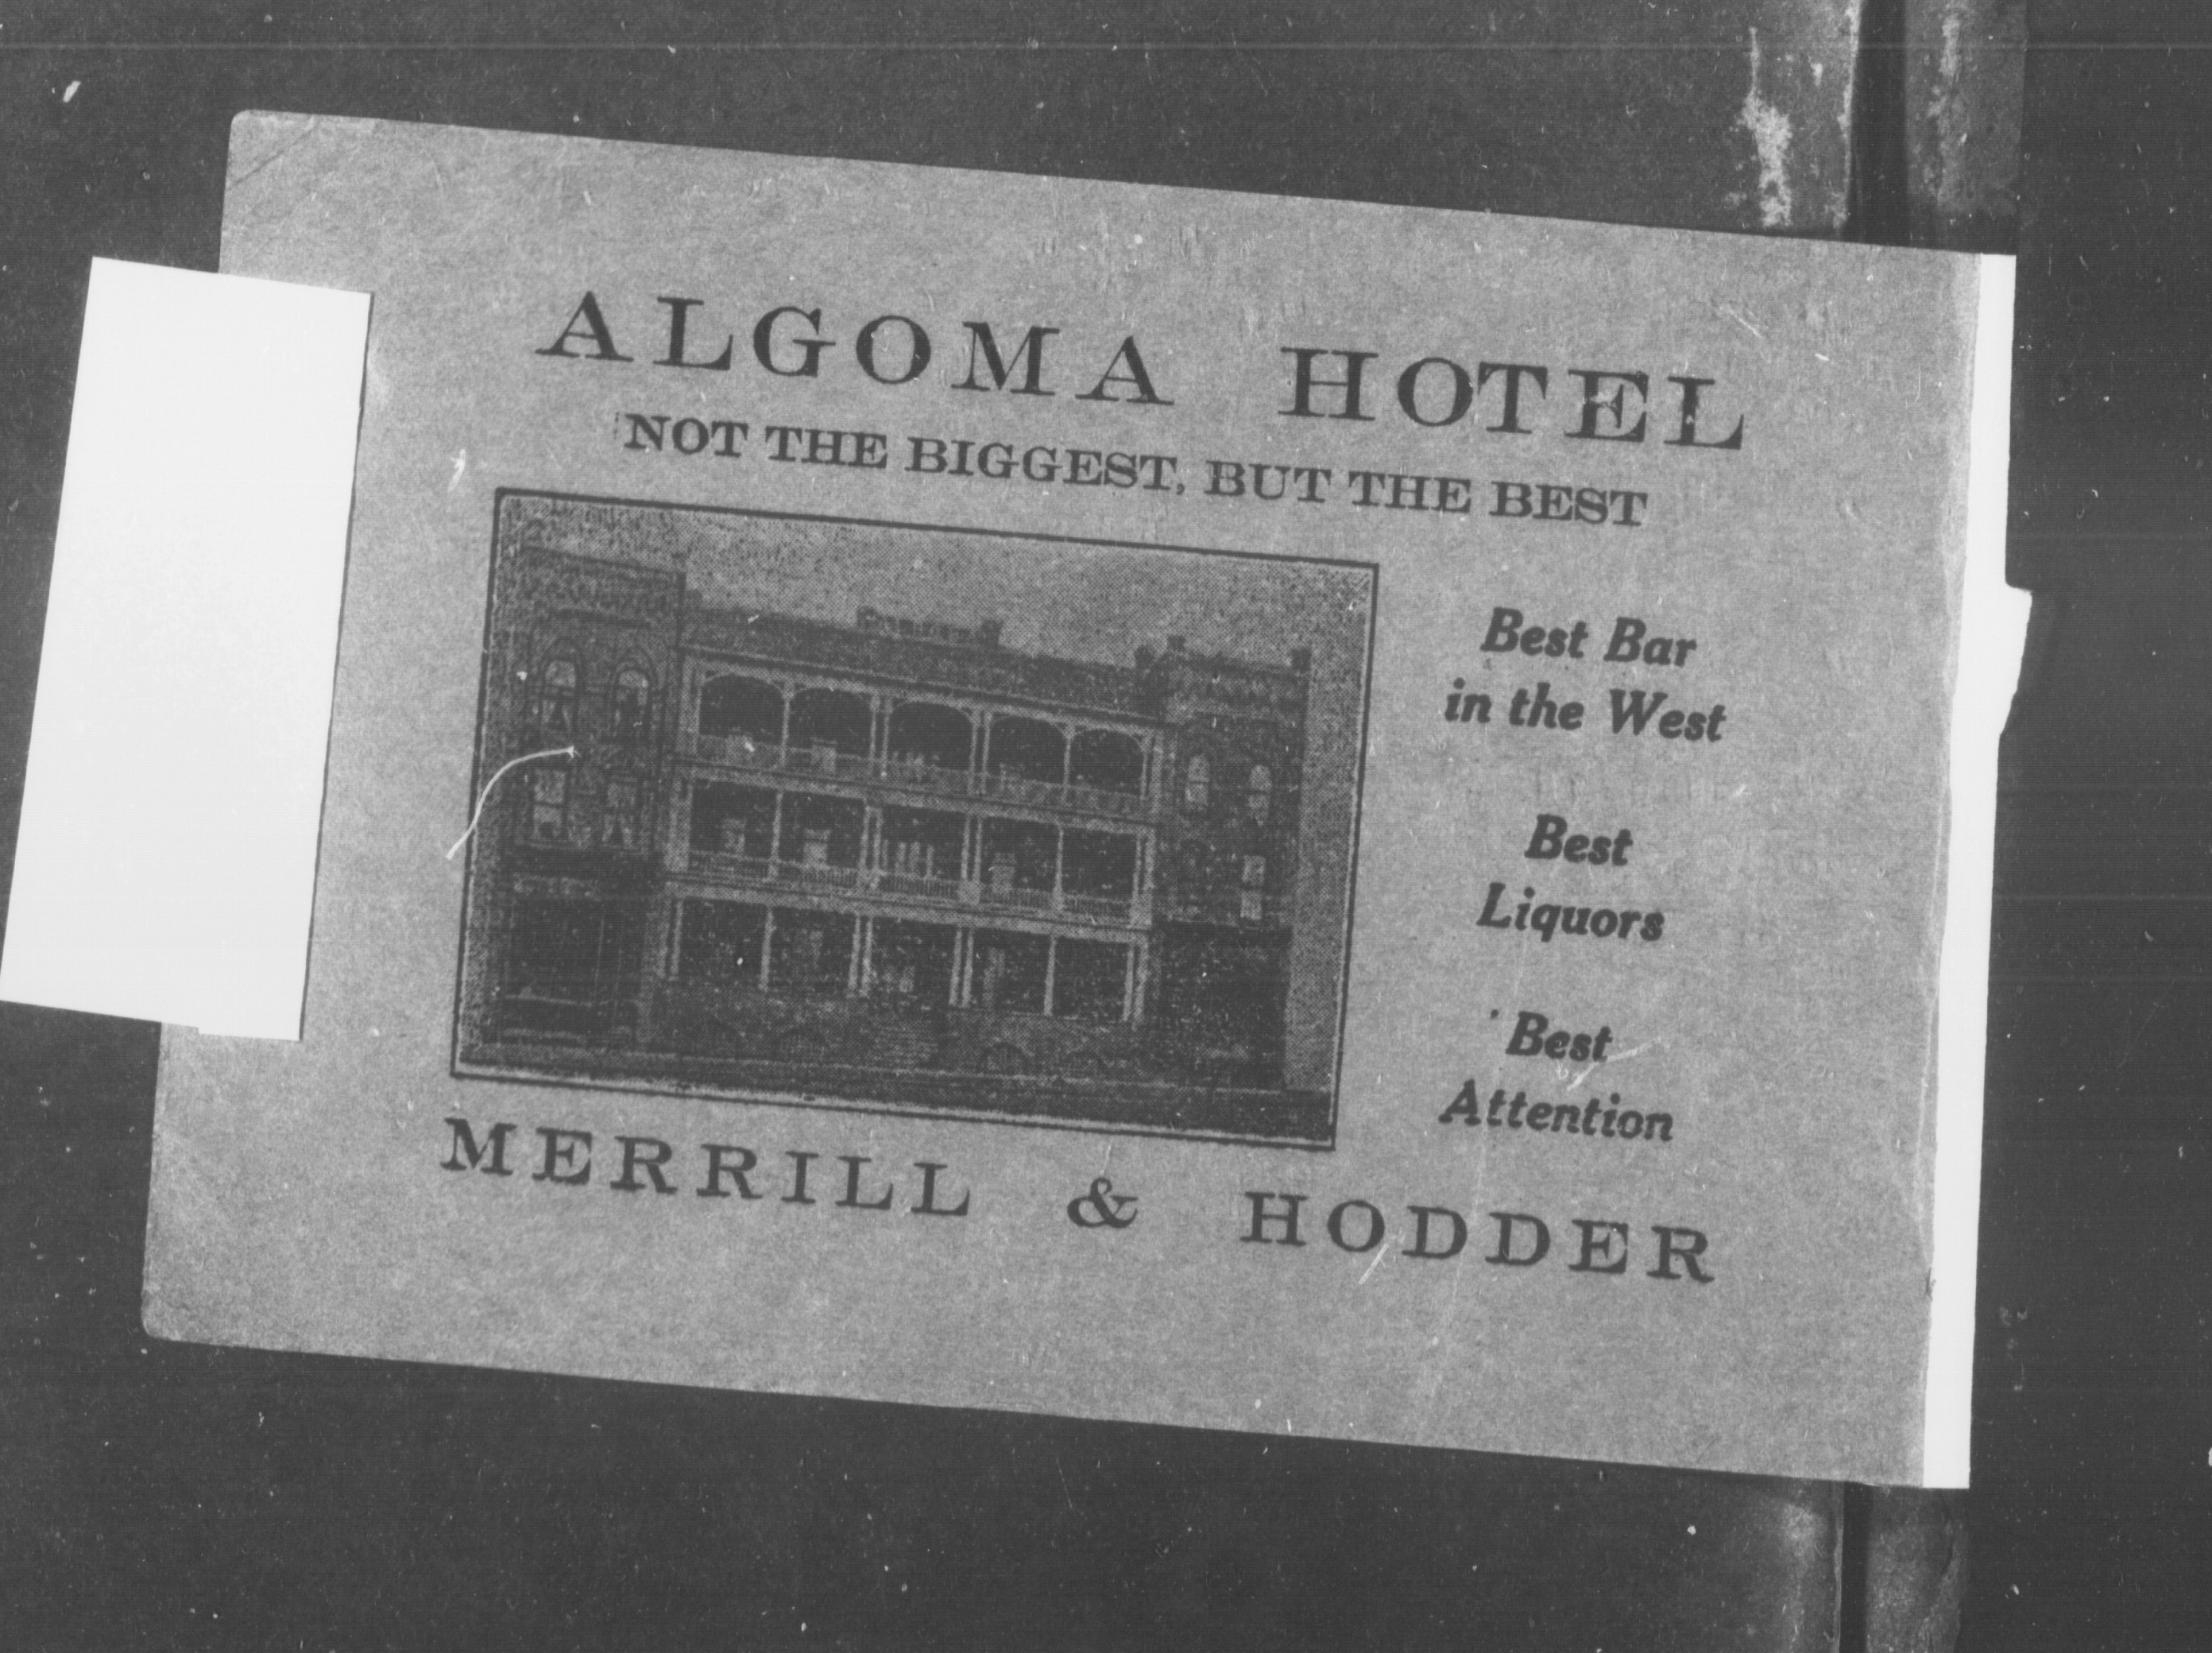 ALGOMA HOTEL
NOT THE BIGGEST, BUT THE BEST
Best Bar
in the West
Best
Liquors
Best
Attention
MERRILL & HODDER